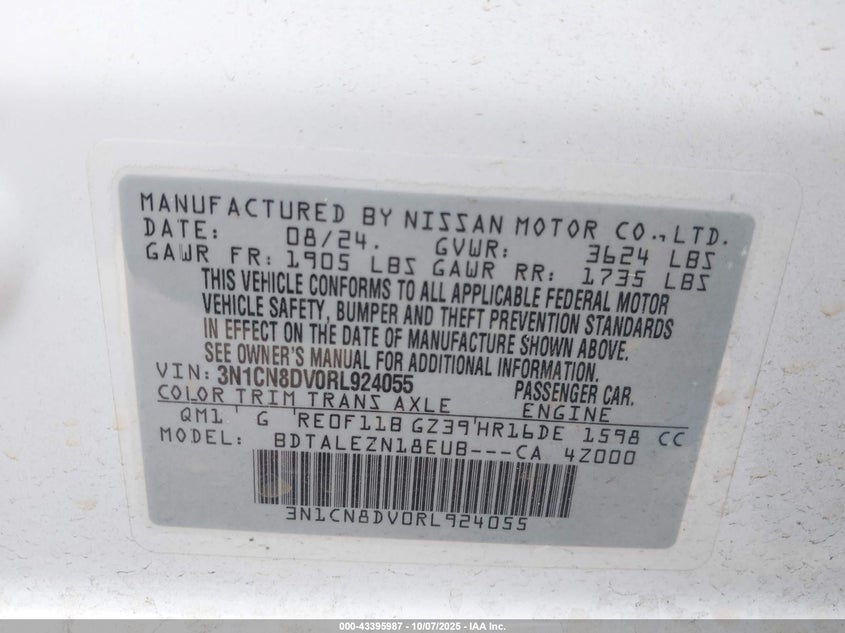 MANUFACTURED BY NISSAN MOTOR CO., LTD.
DATE: 08/24. GVWR: 3624 LBS
GAWR FR: 1905 LBS GAWR RR: 1735 LBS
THIS VEHICLE CONFORMS TO ALL APPLICABLE FEDERAL MOTOR
VEHICLE SAFETY, BUMPER AND THEFT PREVENTION STANDARDS
IN EFFECT ON THE DATE OF MANUFACTURE SHOWN ABOVE.
SEE OWNER'S MANUAL FOR ADDITIONAL INFORMATION.
VIN: 3N1CN8DV0RL924055 PASSENGER CAR.
COLOR TRIM TRANS AXLE ENGINE
QM1 G RE0F11B GZ39 HR16DE 1598 CC
MODEL: BDTALEZN18EUB---CA 4Z000
3N1CN8DV0RL924055
000-43395987 - 10/07/2025 - IAA Inc.